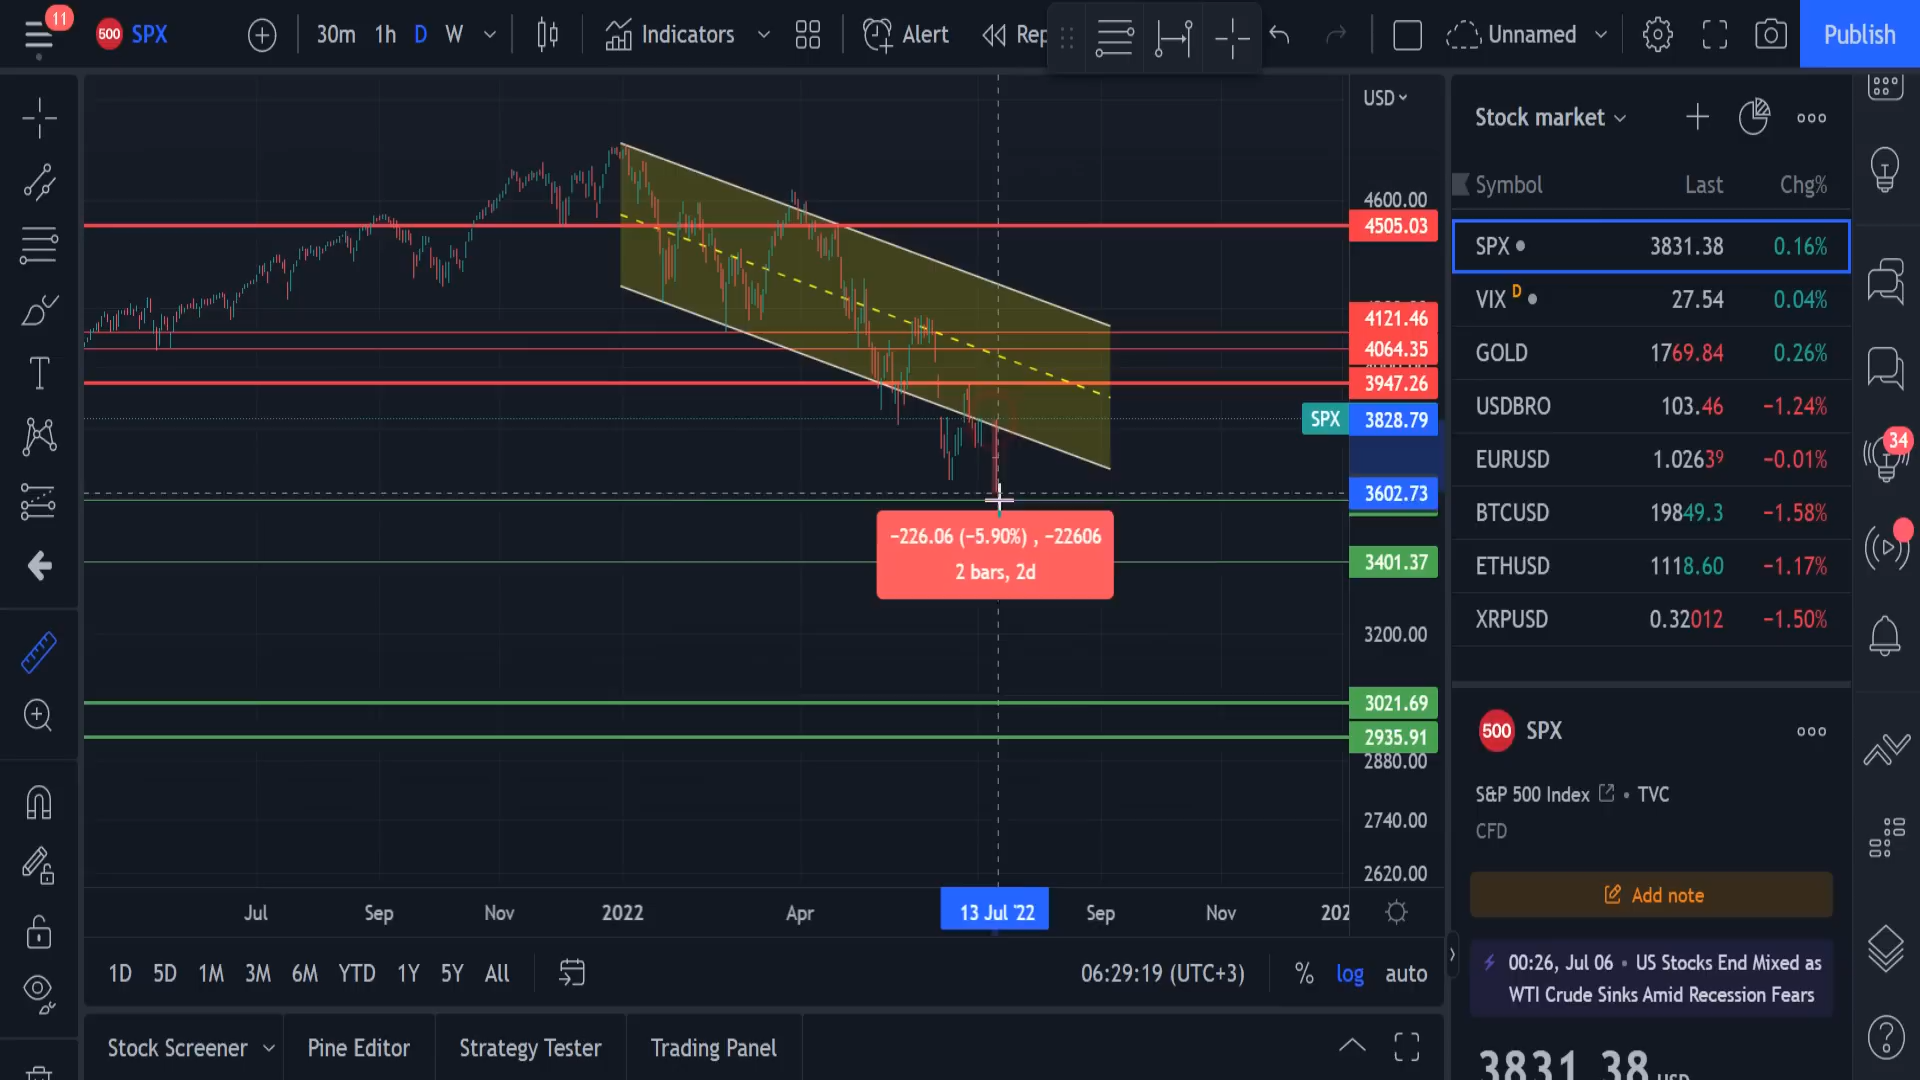 11
500 SPX
30m 1h D W
Indicators
Alert
Rep
Unnamed
Publish
USD
4600.00
4505.03
4121.46
4064.35
3947.26
SPX 3828.79
3602.73
3401.37
3200.00
3021.69
2935.91
2880.00
2740.00
2620.00
−226.06 (−5.90%) , −22606
2 bars, 2d
Jul Sep Nov 2022 Apr 13 Jul '22 Sep Nov 202
1D 5D 1M 3M 6M YTD 1Y 5Y All
06:29:19 (UTC+3) % log auto
Stock Screener Pine Editor Strategy Tester Trading Panel
Stock market
Symbol Last Chg%
SPX 3831.38 0.16%
VIX D 27.54 0.04%
GOLD 1769.84 0.26%
USDBRO 103.46 −1.24%
EURUSD 1.02639 −0.01%
BTCUSD 19849.3 −1.58%
ETHUSD 1118.60 −1.17%
XRPUSD 0.32012 −1.50%
500 SPX
S&P 500 Index • TVC
CFD
Add note
00:26, Jul 06 • US Stocks End Mixed as
WTI Crude Sinks Amid Recession Fears
3831.38 USD
34